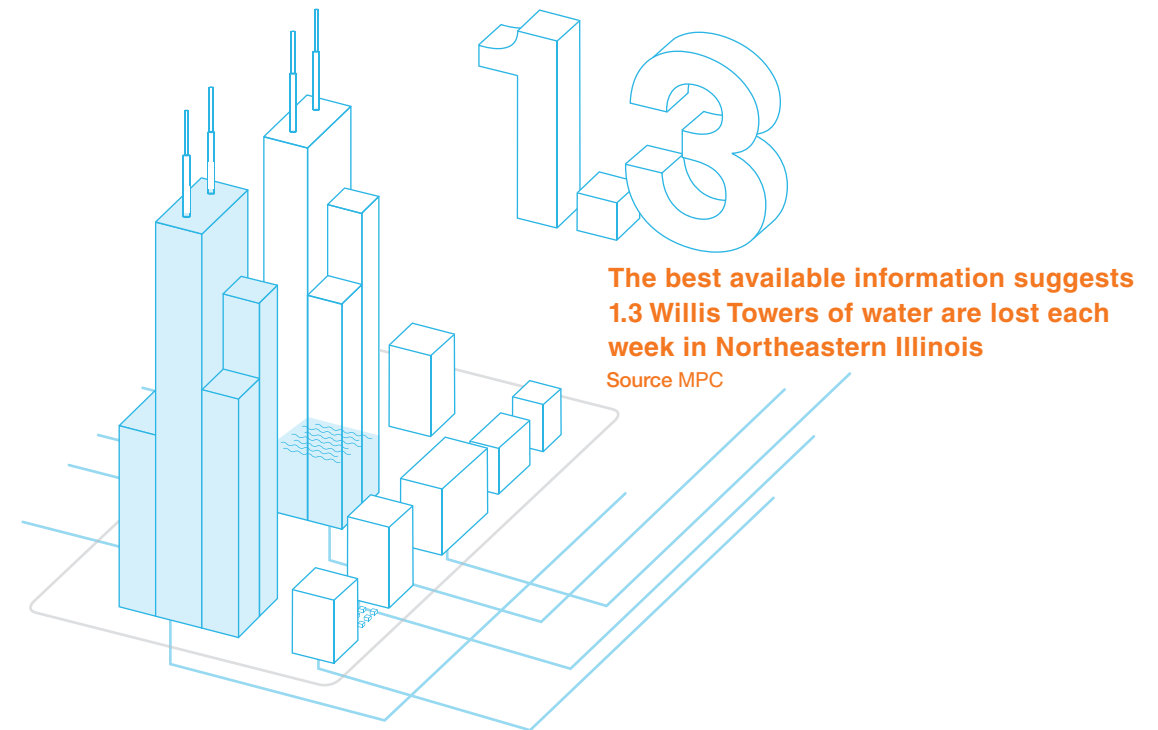 1.3
The best available information suggests
1.3 Willis Towers of water are lost each
week in Northeastern Illinois
Source MPC